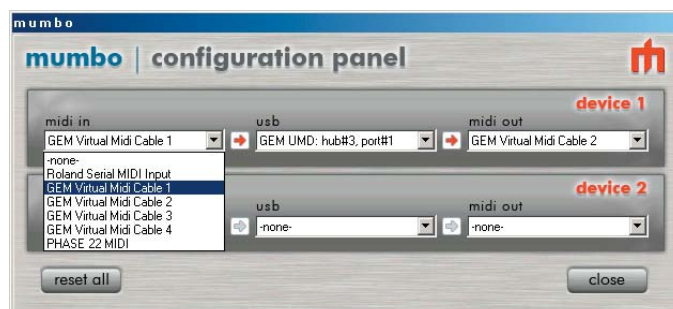 mumbo
mumbo | configuration panel
device 1
midi in usb midi out
GEM Virtual Midi Cable 1 GEM UMD: hub#3, port#1 GEM Virtual Midi Cable 2
-none-
Roland Serial MIDI Input
GEM Virtual Midi Cable 1
GEM Virtual Midi Cable 2
GEM Virtual Midi Cable 3
GEM Virtual Midi Cable 4
PHASE 22 MIDI
device 2
usb midi out
-none- -none-
reset all close